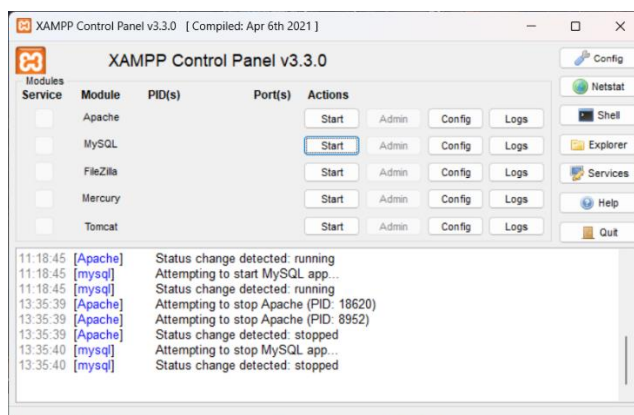 XAMPP Control Panel v3.3.0 [ Compiled: Apr 6th 2021 ]
XAMPP Control Panel v3.3.0
Config
Modules
Service Module PID(s) Port(s) Actions
Netstat
Apache Start Admin Config Logs
Shell
MySQL Start Admin Config Logs
Explorer
FileZilla Start Admin Config Logs
Services
Mercury Start Admin Config Logs
Help
Tomcat Start Admin Config Logs
Quit
11:18:45 [Apache] Status change detected: running
11:18:45 [mysql] Attempting to start MySQL app...
11:18:45 [mysql] Status change detected: running
13:35:39 [Apache] Attempting to stop Apache (PID: 18620)
13:35:39 [Apache] Attempting to stop Apache (PID: 8952)
13:35:39 [Apache] Status change detected: stopped
13:35:40 [mysql] Attempting to stop MySQL app...
13:35:40 [mysql] Status change detected: stopped